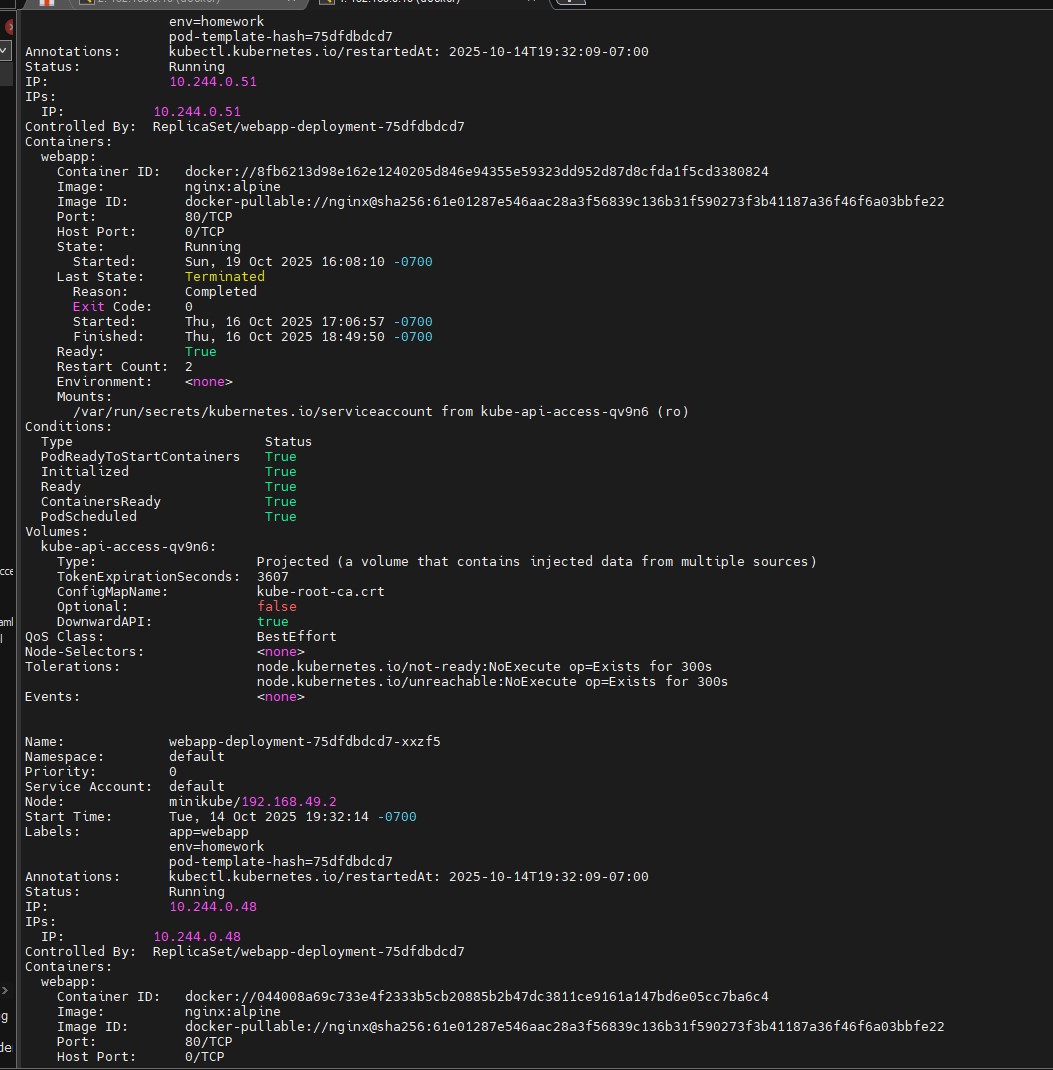 env=homework
pod-template-hash=75dfdbdcd7
Annotations: kubectl.kubernetes.io/restartedAt: 2025-10-14T19:32:09-07:00
Status: Running
IP: 10.244.0.51
IPs:
IP: 10.244.0.51
Controlled By: ReplicaSet/webapp-deployment-75dfdbdcd7
Containers:
webapp:
Container ID: docker://8fb6213d98e162e1240205d846e94355e59323dd952d87d8cfda1f5cd3380824
Image: nginx:alpine
Image ID: docker-pullable://nginx@sha256:61e01287e546aac28a3f56839c136b31f590273f3b41187a36f46f6a03bbfe22
Port: 80/TCP
Host Port: 0/TCP
State: Running
Started: Sun, 19 Oct 2025 16:08:10 -0700
Last State: Terminated
Reason: Completed
Exit Code: 0
Started: Thu, 16 Oct 2025 17:06:57 -0700
Finished: Thu, 16 Oct 2025 18:49:50 -0700
Ready: True
Restart Count: 2
Environment: <none>
Mounts:
/var/run/secrets/kubernetes.io/serviceaccount from kube-api-access-qv9n6 (ro)
Conditions:
Type Status
PodReadyToStartContainers True
Initialized True
Ready True
ContainersReady True
PodScheduled True
Volumes:
kube-api-access-qv9n6:
Type: Projected (a volume that contains injected data from multiple sources)
TokenExpirationSeconds: 3607
ConfigMapName: kube-root-ca.crt
Optional: false
DownwardAPI: true
QoS Class: BestEffort
Node-Selectors: <none>
Tolerations: node.kubernetes.io/not-ready:NoExecute op=Exists for 300s
node.kubernetes.io/unreachable:NoExecute op=Exists for 300s
Events: <none>
Name: webapp-deployment-75dfdbdcd7-xxzf5
Namespace: default
Priority: 0
Service Account: default
Node: minikube/192.168.49.2
Start Time: Tue, 14 Oct 2025 19:32:14 -0700
Labels: app=webapp
env=homework
pod-template-hash=75dfdbdcd7
Annotations: kubectl.kubernetes.io/restartedAt: 2025-10-14T19:32:09-07:00
Status: Running
IP: 10.244.0.48
IPs:
IP: 10.244.0.48
Controlled By: ReplicaSet/webapp-deployment-75dfdbdcd7
Containers:
webapp:
Container ID: docker://044008a69c733e4f2333b5cb20885b2b47dc3811ce9161a147bd6e05cc7ba6c4
Image: nginx:alpine
Image ID: docker-pullable://nginx@sha256:61e01287e546aac28a3f56839c136b31f590273f3b41187a36f46f6a03bbfe22
Port: 80/TCP
Host Port: 0/TCP